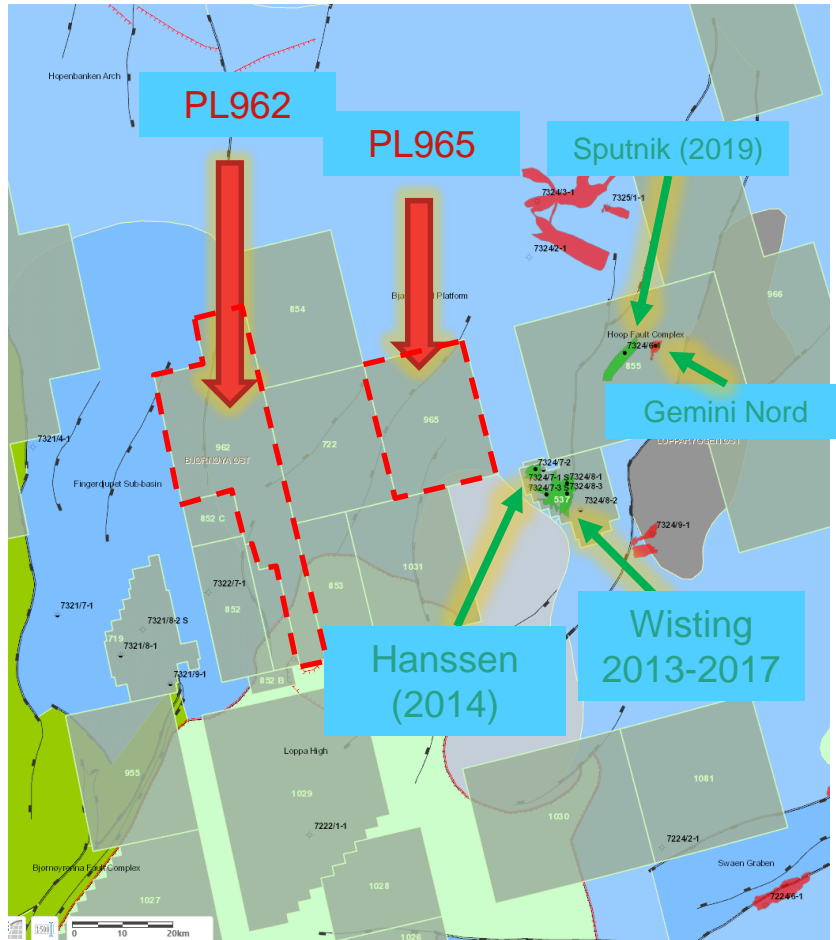 Hopenbanken Arch
PL962
PL965
Sputnik (2019)
7324/3-1
7325/1-1
7324/2-1
854
966
Hoop Fault Complex
7324/6-1
855
Gemini Nord
962
BJØRNØYA ØST
722
965
LOPPARYGGEN ØST
7321/4-1
Fingerdjupet Sub-basin
7324/7-2
7324/7-1 S
7324/8-1
7324/7-3 S
7324/8-3
537
7324/8-2
7324/9-1
852 C
1031
853
7322/7-1
852
7321/7-1
7321/8-2 S
719
7321/8-1
7321/9-1
852 B
Hanssen
(2014)
Wisting
2013-2017
Loppa High
955
1029
1081
1030
7222/1-1
7224/2-1
Swaen Graben
Bjørnøyrenna Fault Complex
1027
1028
7224/6-1
1026
0 10 20km